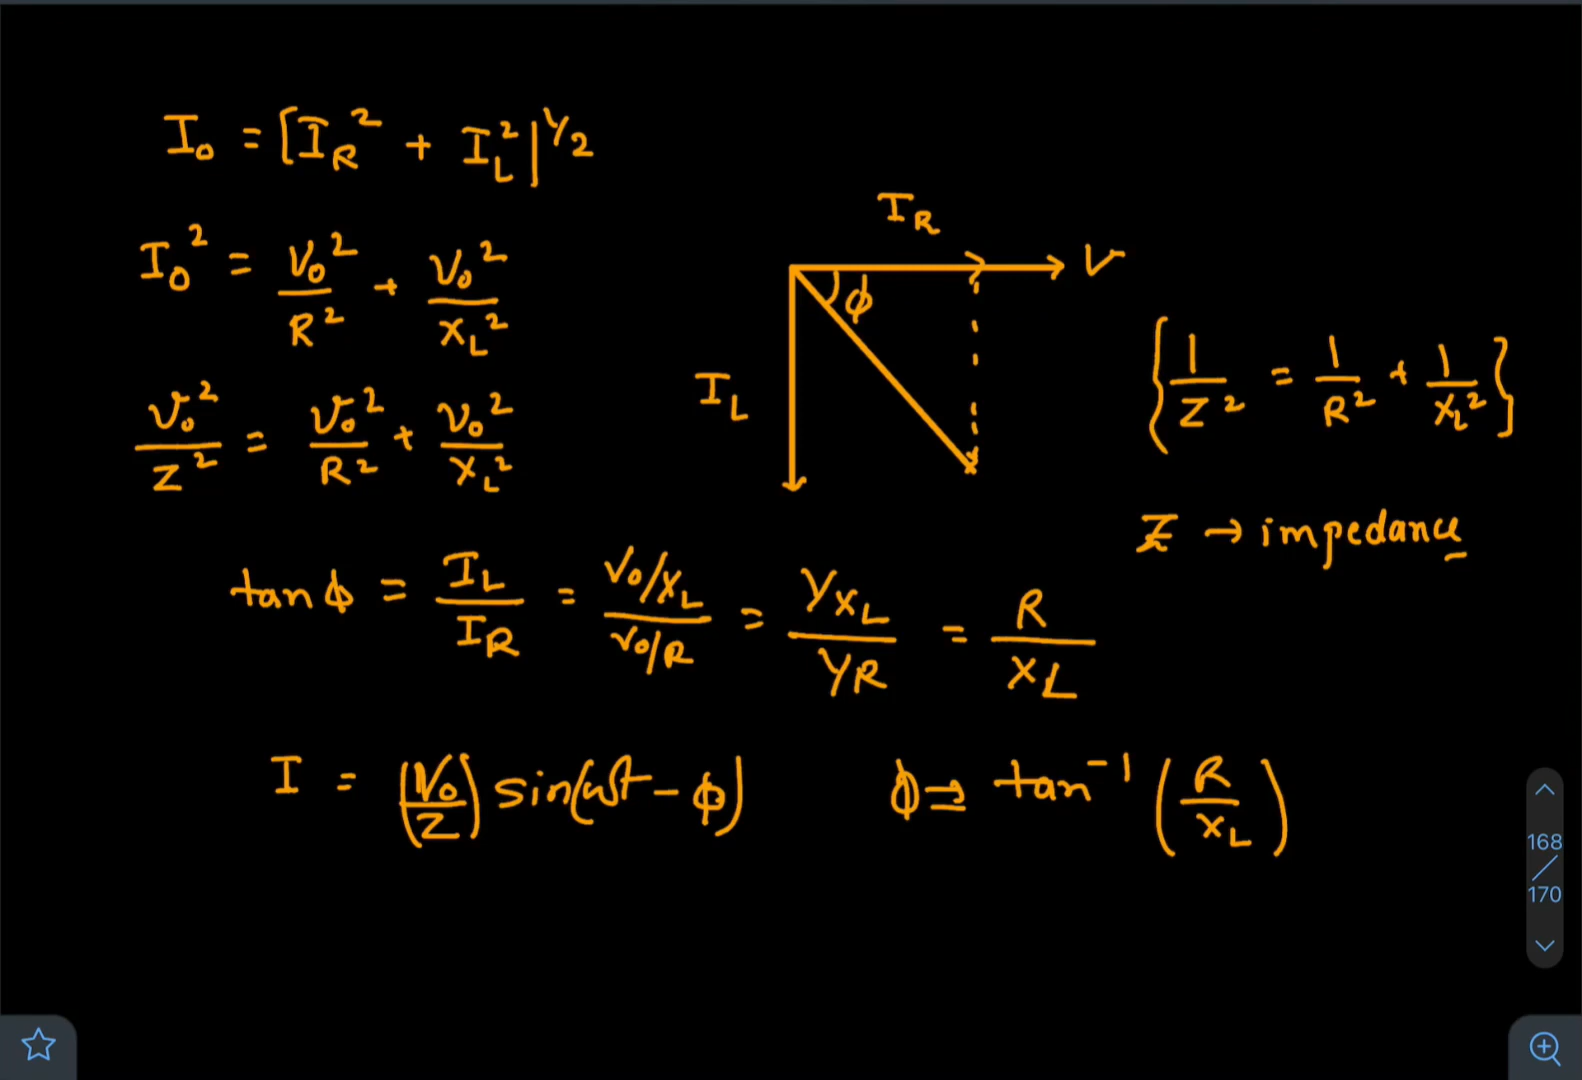 I₀ = [I_R² + I_L²|^1/2
I_R
I₀² = V₀²/R² + V₀²/X_L²
V
ϕ
I_L
{1/Z² = 1/R² + 1/X_L²}
V₀²/Z² = V₀²/R² + V₀²/X_L²
Z → impedance
tan ϕ = I_L/I_R = (V₀/X_L)/(V₀/R) = (1/X_L)/(1/R) = R/X_L
I = (V₀/Z) sin(ωt - ϕ)
ϕ ⇒ tan⁻¹(R/X_L)
168
/
170